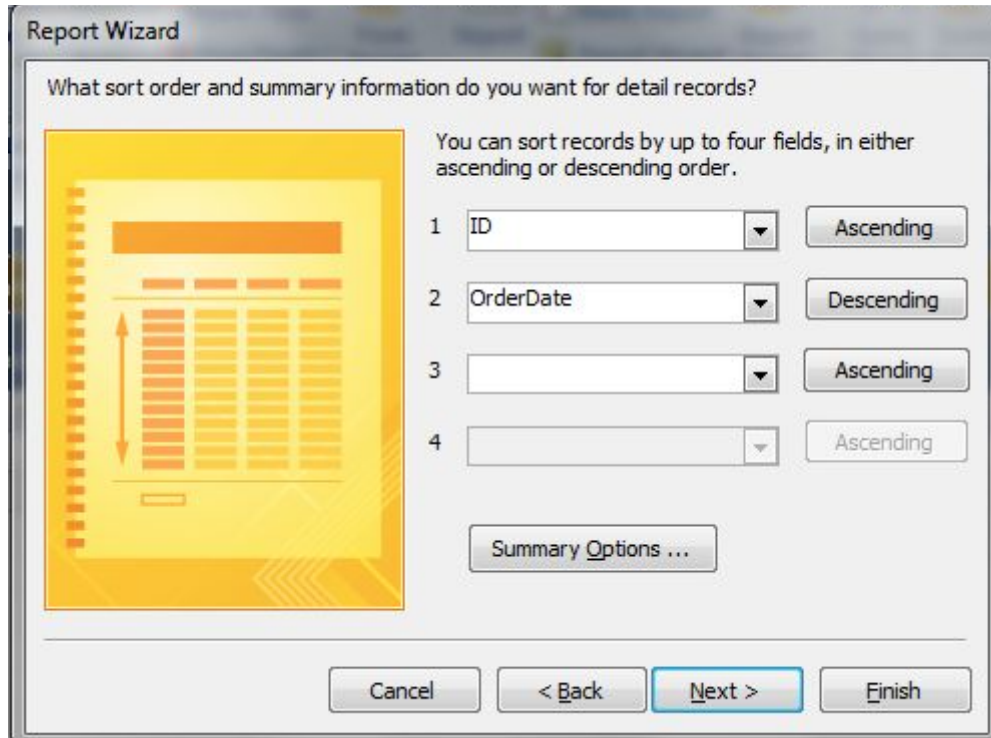 Report Wizard
What sort order and summary information do you want for detail records?
You can sort records by up to four fields, in either
ascending or descending order.
1 ID Ascending
2 OrderDate Descending
3 Ascending
4 Ascending
Summary Options ...
Cancel < Back Next > Finish